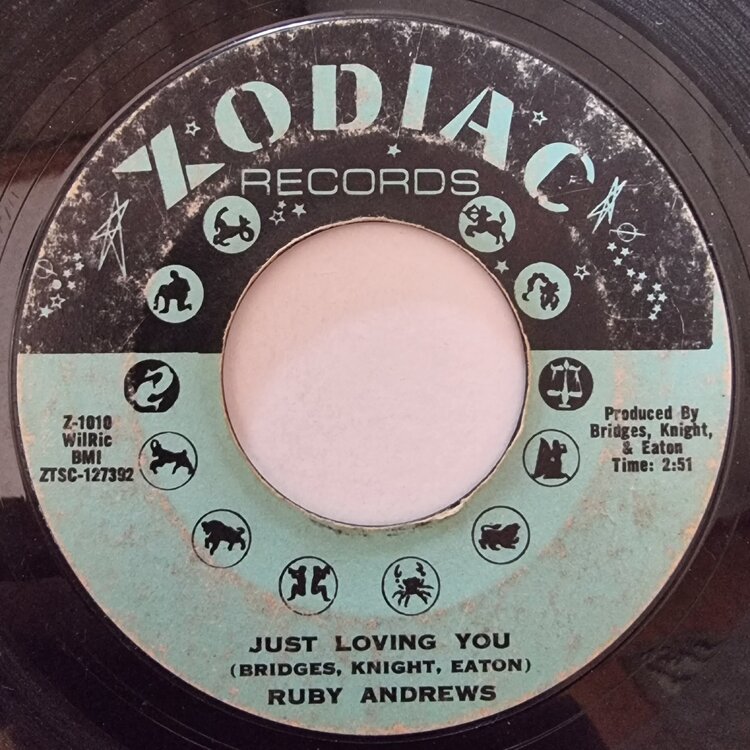 ZODIAC
RECORDS
Z-1010
WilRic
BMI
ZTSC-127392
Produced By
Bridges, Knight,
& Eaton
Time: 2:51
JUST LOVING YOU
(BRIDGES, KNIGHT, EATON)
RUBY ANDREWS